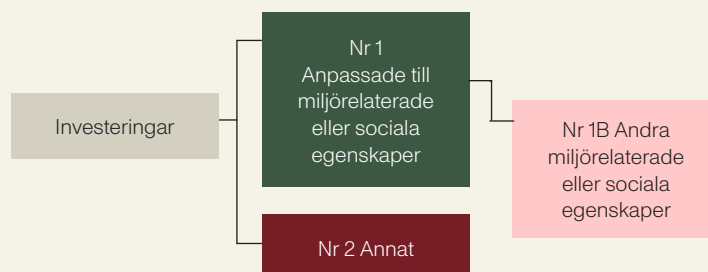 Investeringar
Nr 1
Anpassade till
miljörelaterade
eller sociala
egenskaper
Nr 2 Annat
Nr 1B Andra
miljörelaterade
eller sociala
egenskaper